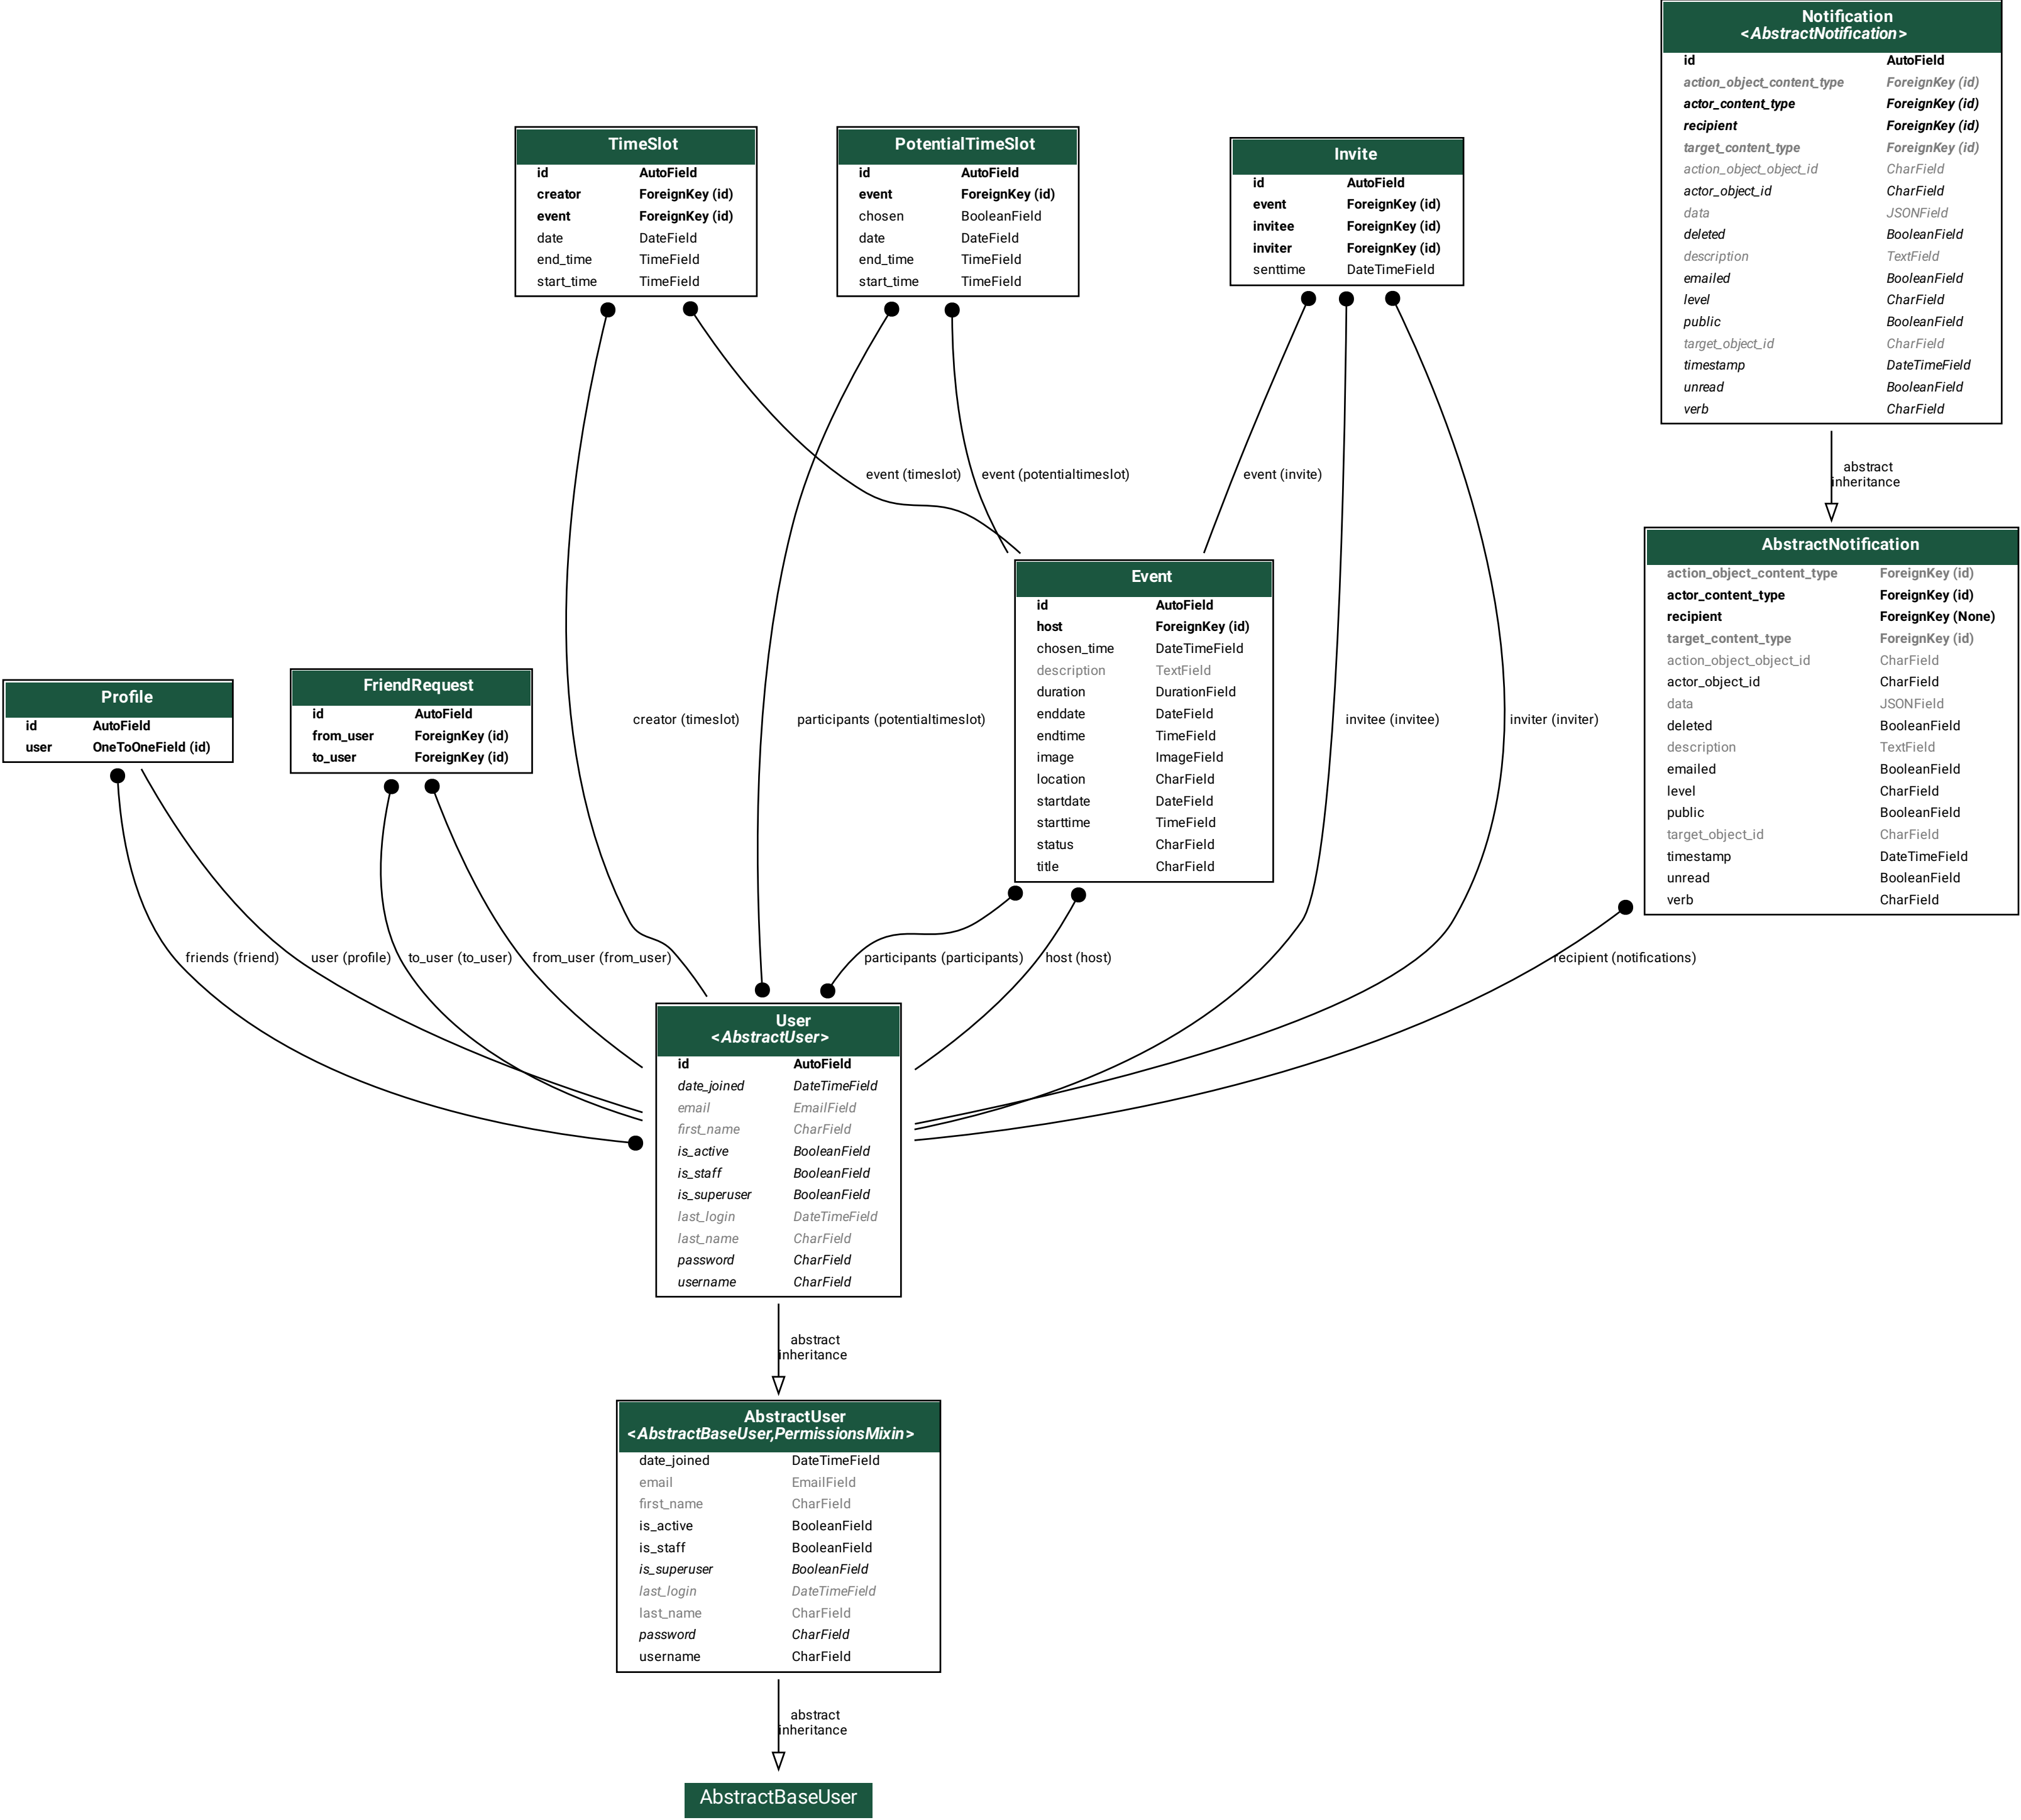 Notification
<AbstractNotification>
id AutoField
action_object_content_type ForeignKey (id)
actor_content_type ForeignKey (id)
recipient ForeignKey (id)
target_content_type ForeignKey (id)
action_object_object_id CharField
actor_object_id CharField
data JSONField
deleted BooleanField
description TextField
emailed BooleanField
level CharField
public BooleanField
target_object_id CharField
timestamp DateTimeField
unread BooleanField
verb CharField
TimeSlot
id AutoField
creator ForeignKey (id)
event ForeignKey (id)
date DateField
end_time TimeField
start_time TimeField
PotentialTimeSlot
id AutoField
event ForeignKey (id)
chosen BooleanField
date DateField
end_time TimeField
start_time TimeField
Invite
id AutoField
event ForeignKey (id)
invitee ForeignKey (id)
inviter ForeignKey (id)
senttime DateTimeField
event (timeslot)
event (potentialtimeslot)
event (invite)
abstract
inheritance
AbstractNotification
action_object_content_type ForeignKey (id)
actor_content_type ForeignKey (id)
recipient ForeignKey (None)
target_content_type ForeignKey (id)
action_object_object_id CharField
actor_object_id CharField
data JSONField
deleted BooleanField
description TextField
emailed BooleanField
level CharField
public BooleanField
target_object_id CharField
timestamp DateTimeField
unread BooleanField
verb CharField
Event
id AutoField
host ForeignKey (id)
chosen_time DateTimeField
description TextField
duration DurationField
enddate DateField
endtime TimeField
image ImageField
location CharField
startdate DateField
starttime TimeField
status CharField
title CharField
Profile
id AutoField
user OneToOneField (id)
FriendRequest
id AutoField
from_user ForeignKey (id)
to_user ForeignKey (id)
creator (timeslot)
participants (potentialtimeslot)
invitee (invitee)
inviter (inviter)
friends (friend)
user (profile)
to_user (to_user)
from_user (from_user)
participants (participants)
host (host)
recipient (notifications)
User
<AbstractUser>
id AutoField
date_joined DateTimeField
email EmailField
first_name CharField
is_active BooleanField
is_staff BooleanField
is_superuser BooleanField
last_login DateTimeField
last_name CharField
password CharField
username CharField
abstract
inheritance
AbstractUser
<AbstractBaseUser,PermissionsMixin>
date_joined DateTimeField
email EmailField
first_name CharField
is_active BooleanField
is_staff BooleanField
is_superuser BooleanField
last_login DateTimeField
last_name CharField
password CharField
username CharField
abstract
inheritance
AbstractBaseUser